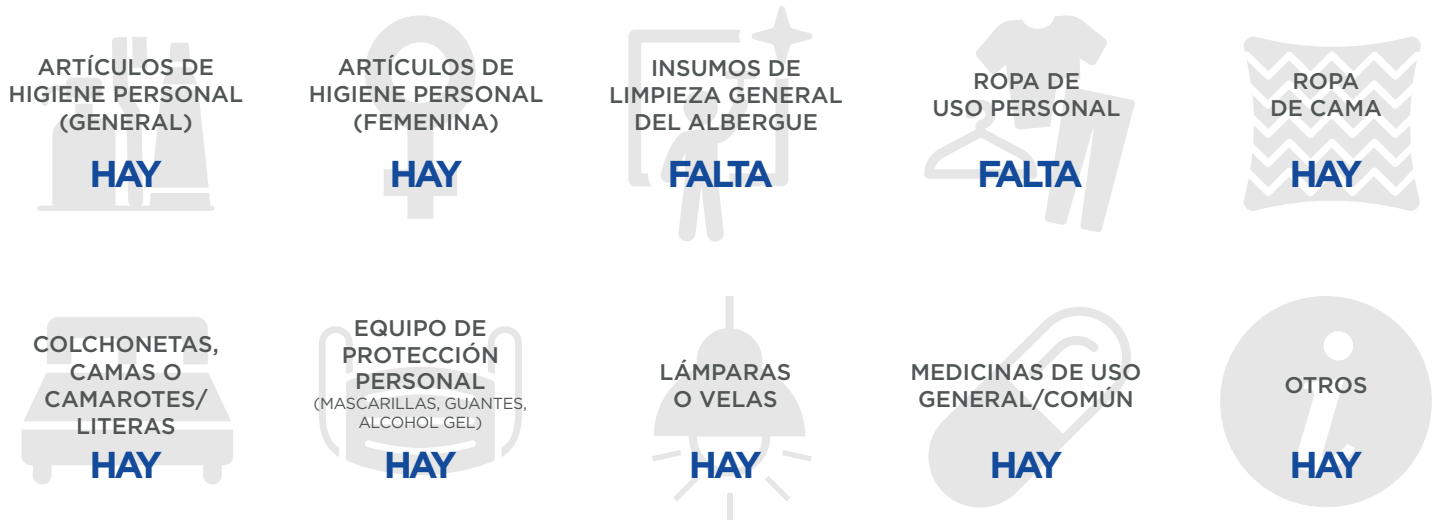 ARTÍCULOS DE
HIGIENE PERSONAL
(GENERAL)
HAY
ARTÍCULOS DE
HIGIENE PERSONAL
(FEMENINA)
HAY
INSUMOS DE
LIMPIEZA GENERAL
DEL ALBERGUE
FALTA
ROPA DE
USO PERSONAL
FALTA
ROPA
DE CAMA
HAY
COLCHONETAS,
CAMAS O
CAMAROTES/
LITERAS
HAY
EQUIPO DE
PROTECCIÓN
PERSONAL
(MASCARILLAS, GUANTES,
ALCOHOL GEL)
HAY
LÁMPARAS
O VELAS
HAY
MEDICINAS DE USO
GENERAL/COMÚN
HAY
OTROS
HAY